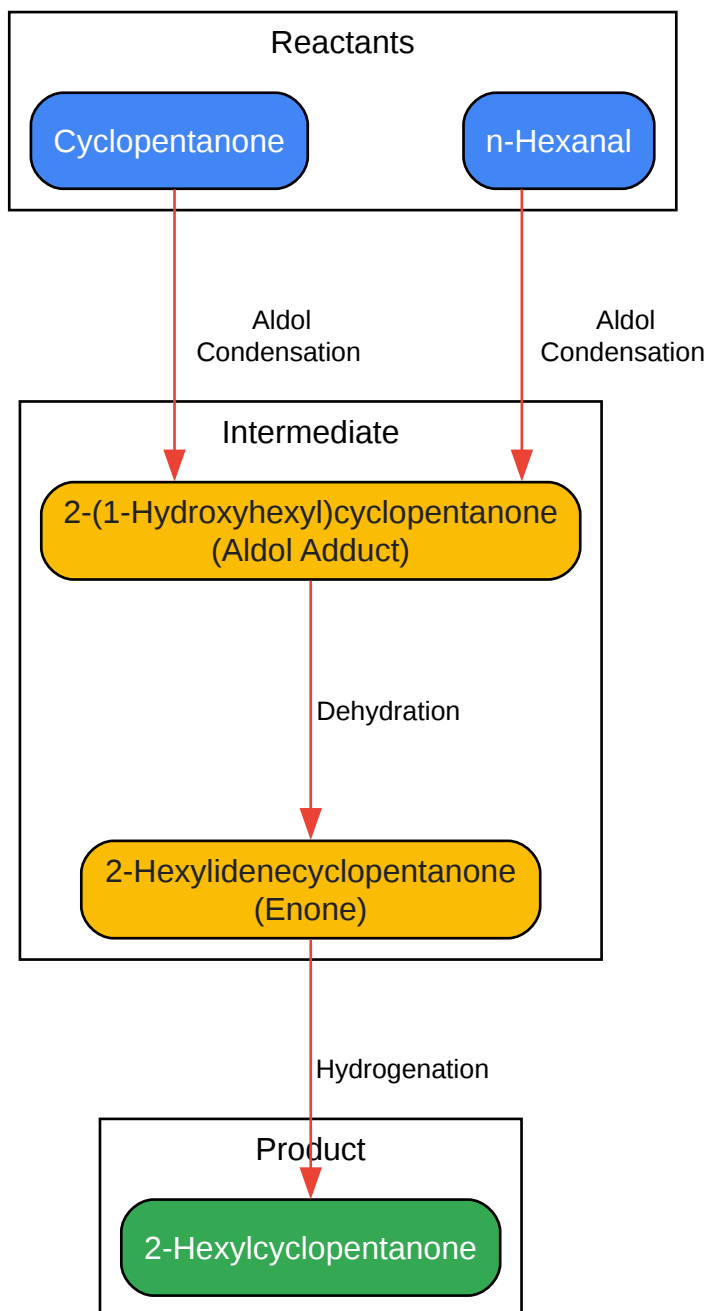 Reactants
Cyclopentanone
n-Hexanal
Aldol
Condensation
Aldol
Condensation
Intermediate
2-(1-Hydroxyhexyl)cyclopentanone
(Aldol Adduct)
Dehydration
2-Hexylidenecyclopentanone
(Enone)
Hydrogenation
Product
2-Hexylcyclopentanone